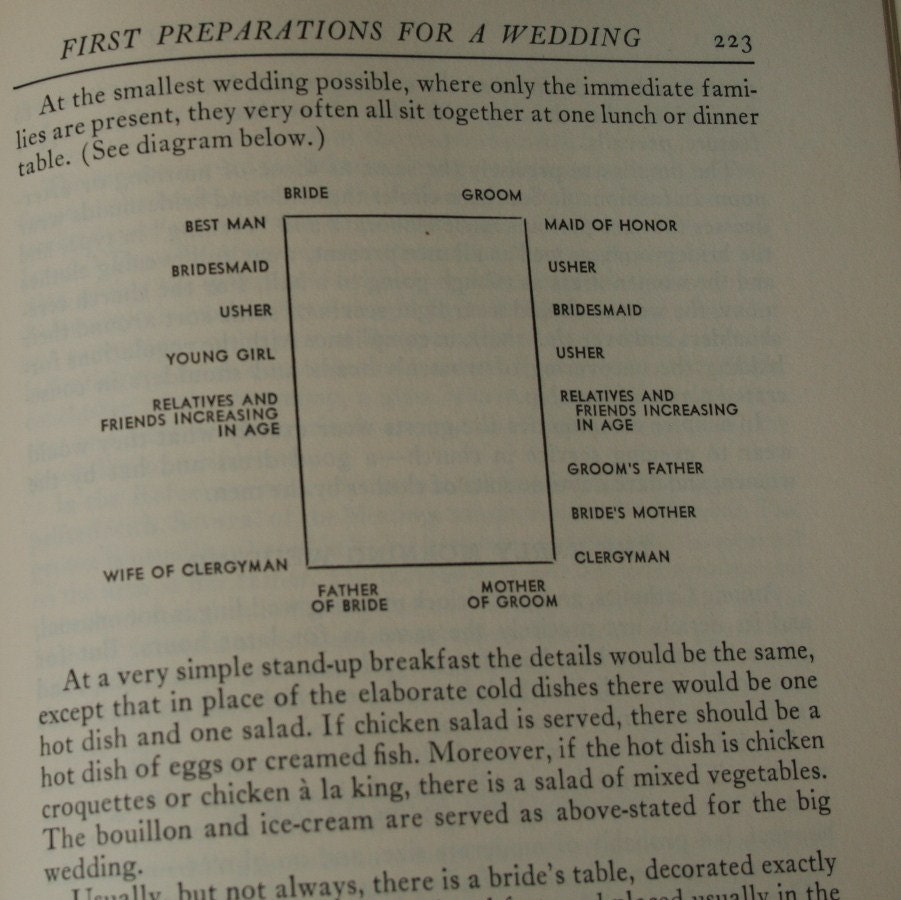 FIRST PREPARATIONS FOR A WEDDING 223
At the smallest wedding possible, where only the immediate fami-
lies are present, they very often all sit together at one lunch or dinner
table. (See diagram below.)
BRIDE GROOM
BEST MAN MAID OF HONOR
BRIDESMAID USHER
USHER BRIDESMAID
YOUNG GIRL USHER
RELATIVES AND RELATIVES AND
FRIENDS INCREASING FRIENDS INCREASING
IN AGE IN AGE
GROOM'S FATHER
BRIDE'S MOTHER
WIFE OF CLERGYMAN CLERGYMAN
FATHER MOTHER
OF BRIDE OF GROOM
At a very simple stand-up breakfast the details would be the same,
except that in place of the elaborate cold dishes there would be one
hot dish and one salad. If chicken salad is served, there should be a
hot dish of eggs or creamed fish. Moreover, if the hot dish is chicken
croquettes or chicken à la king, there is a salad of mixed vegetables.
The bouillon and ice-cream are served as above-stated for the big
wedding.
Usually, but not always, there is a bride's table, decorated exactly
placed usually in the